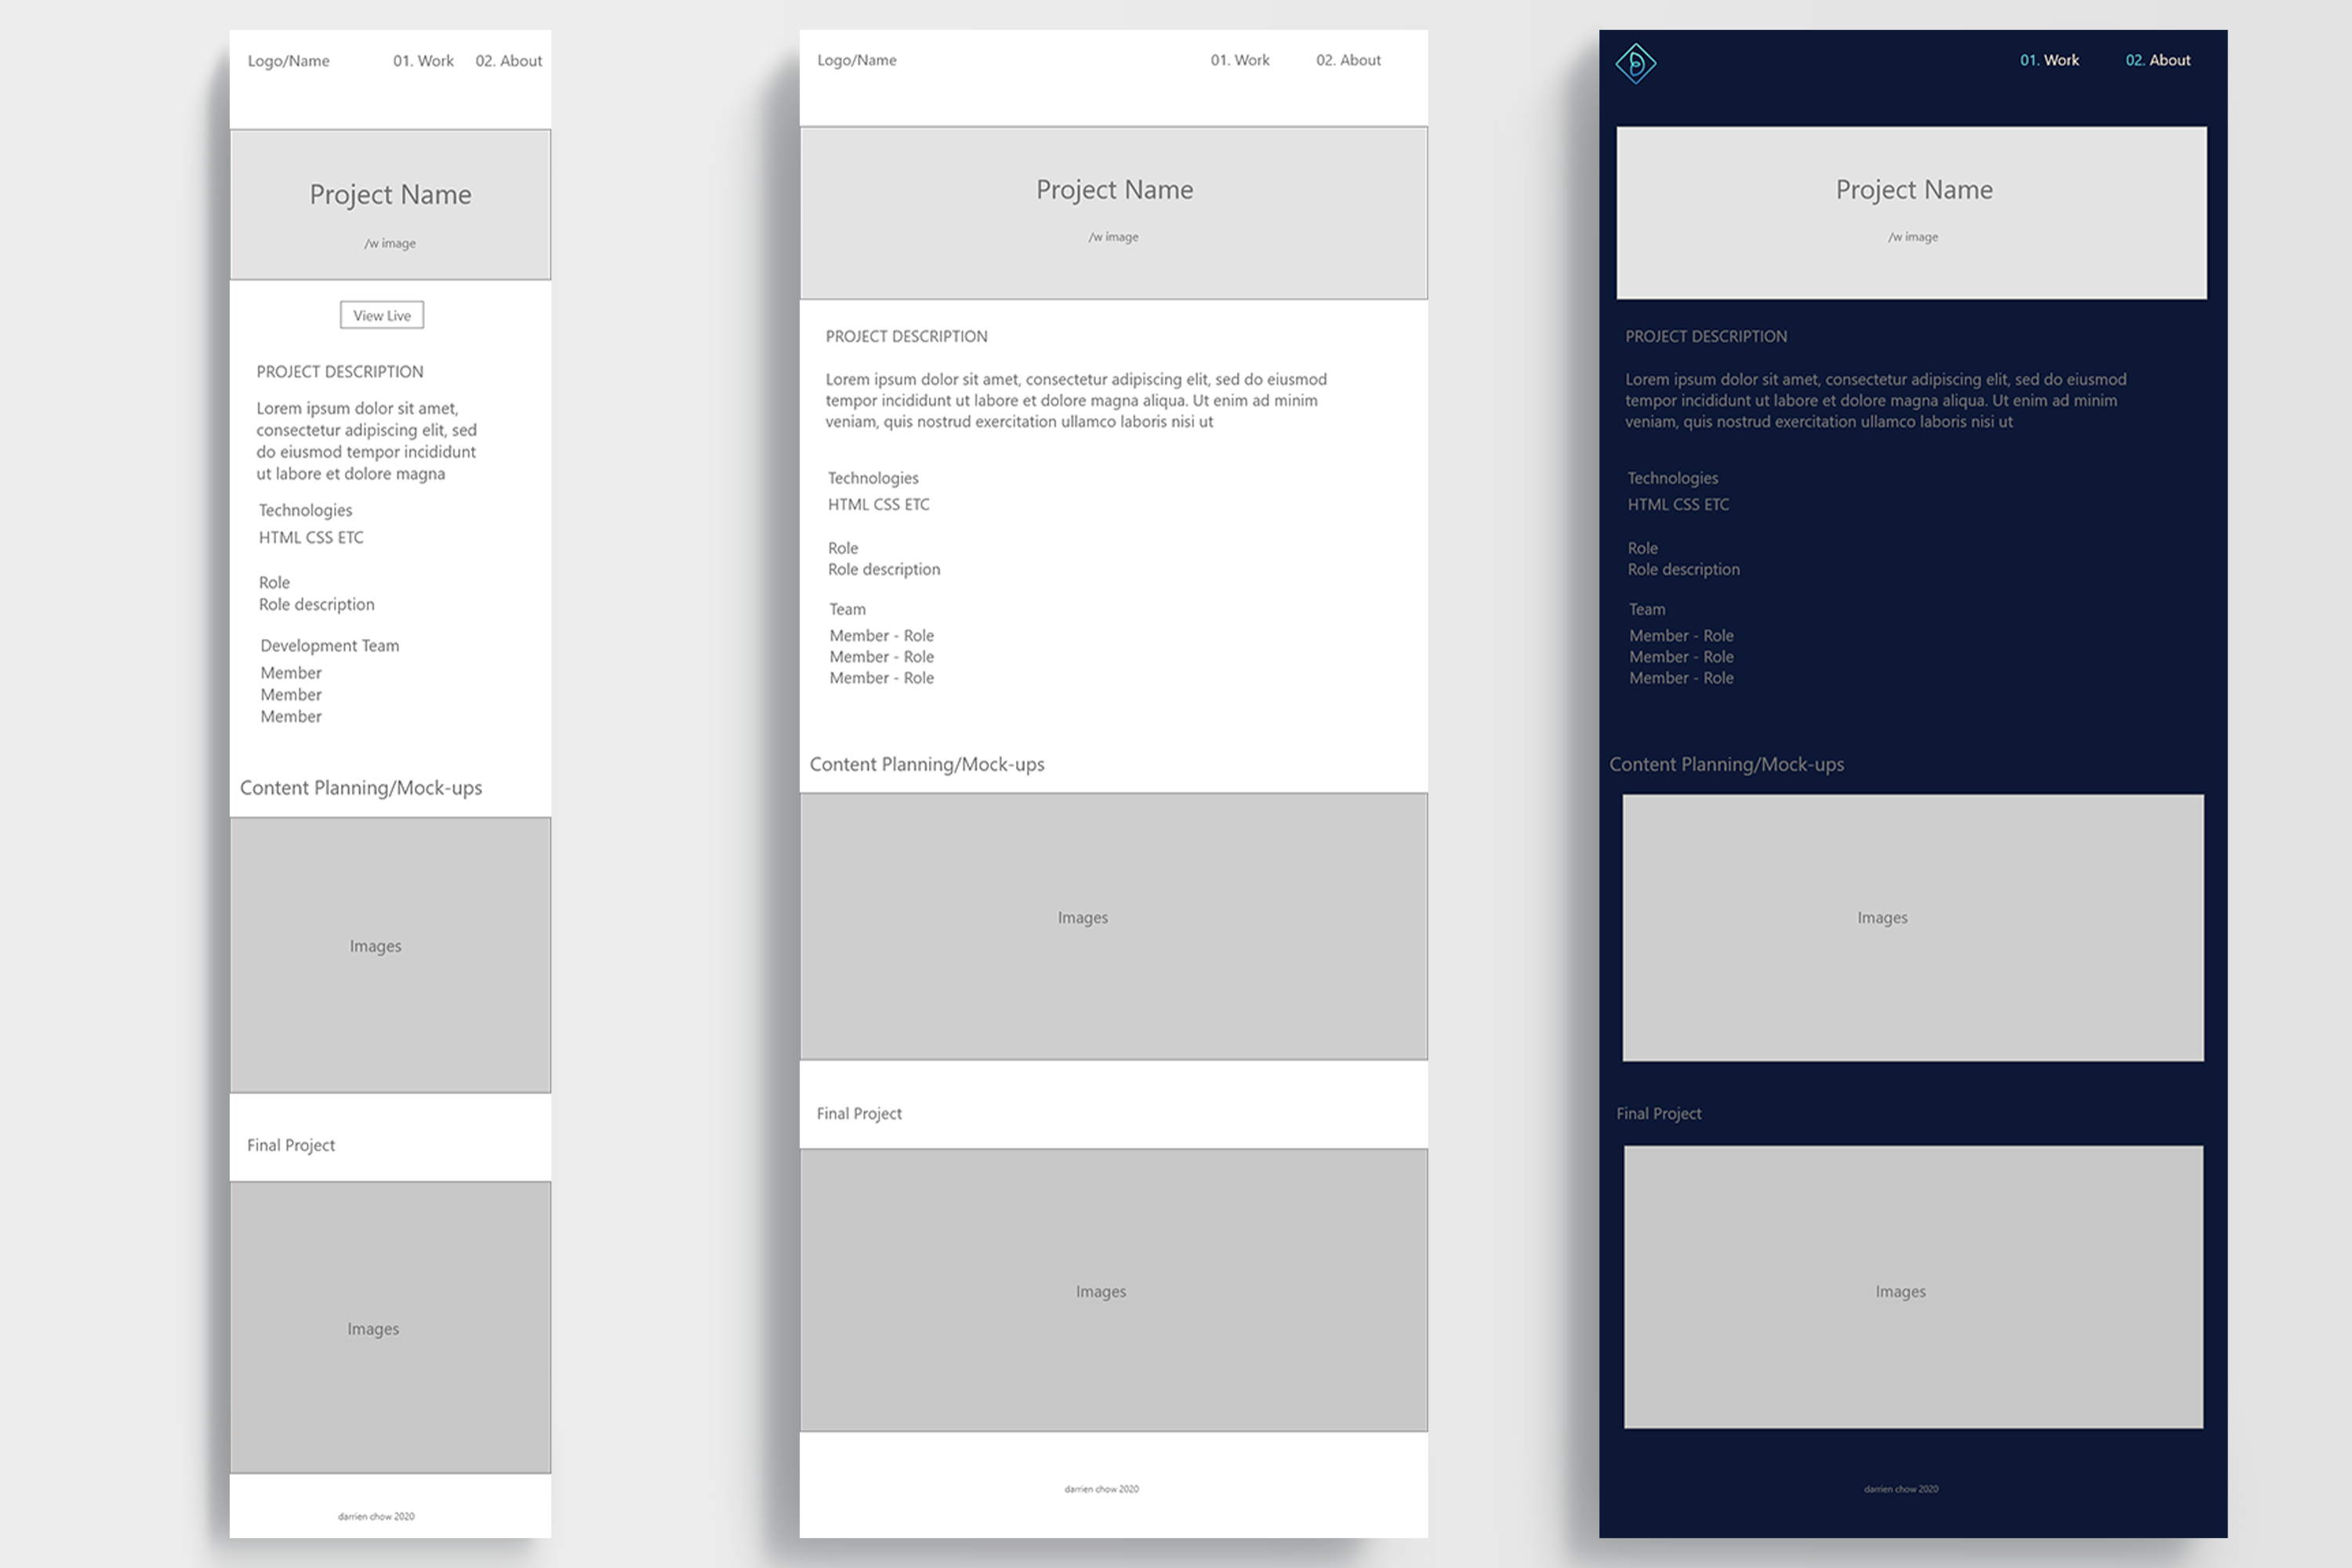 Logo/Name 01. Work 02. About
Project Name
/w image
View Live
PROJECT DESCRIPTION
Lorem ipsum dolor sit amet,
consectetur adipiscing elit, sed
do eiusmod tempor incididunt
ut labore et dolore magna
Technologies
HTML CSS ETC
Role
Role description
Development Team
Member
Member
Member
Content Planning/Mock-ups
Images
Final Project
Images
darrien chow 2020
Logo/Name 01. Work 02. About
Project Name
/w image
PROJECT DESCRIPTION
Lorem ipsum dolor sit amet, consectetur adipiscing elit, sed do eiusmod
tempor incididunt ut labore et dolore magna aliqua. Ut enim ad minim
veniam, quis nostrud exercitation ullamco laboris nisi ut
Technologies
HTML CSS ETC
Role
Role description
Team
Member - Role
Member - Role
Member - Role
Content Planning/Mock-ups
Images
Final Project
Images
darrien chow 2020
01. Work 02. About
Project Name
/w image
PROJECT DESCRIPTION
Lorem ipsum dolor sit amet, consectetur adipiscing elit, sed do eiusmod
tempor incididunt ut labore et dolore magna aliqua. Ut enim ad minim
veniam, quis nostrud exercitation ullamco laboris nisi ut
Technologies
HTML CSS ETC
Role
Role description
Team
Member - Role
Member - Role
Member - Role
Content Planning/Mock-ups
Images
Final Project
Images
darrien chow 2020